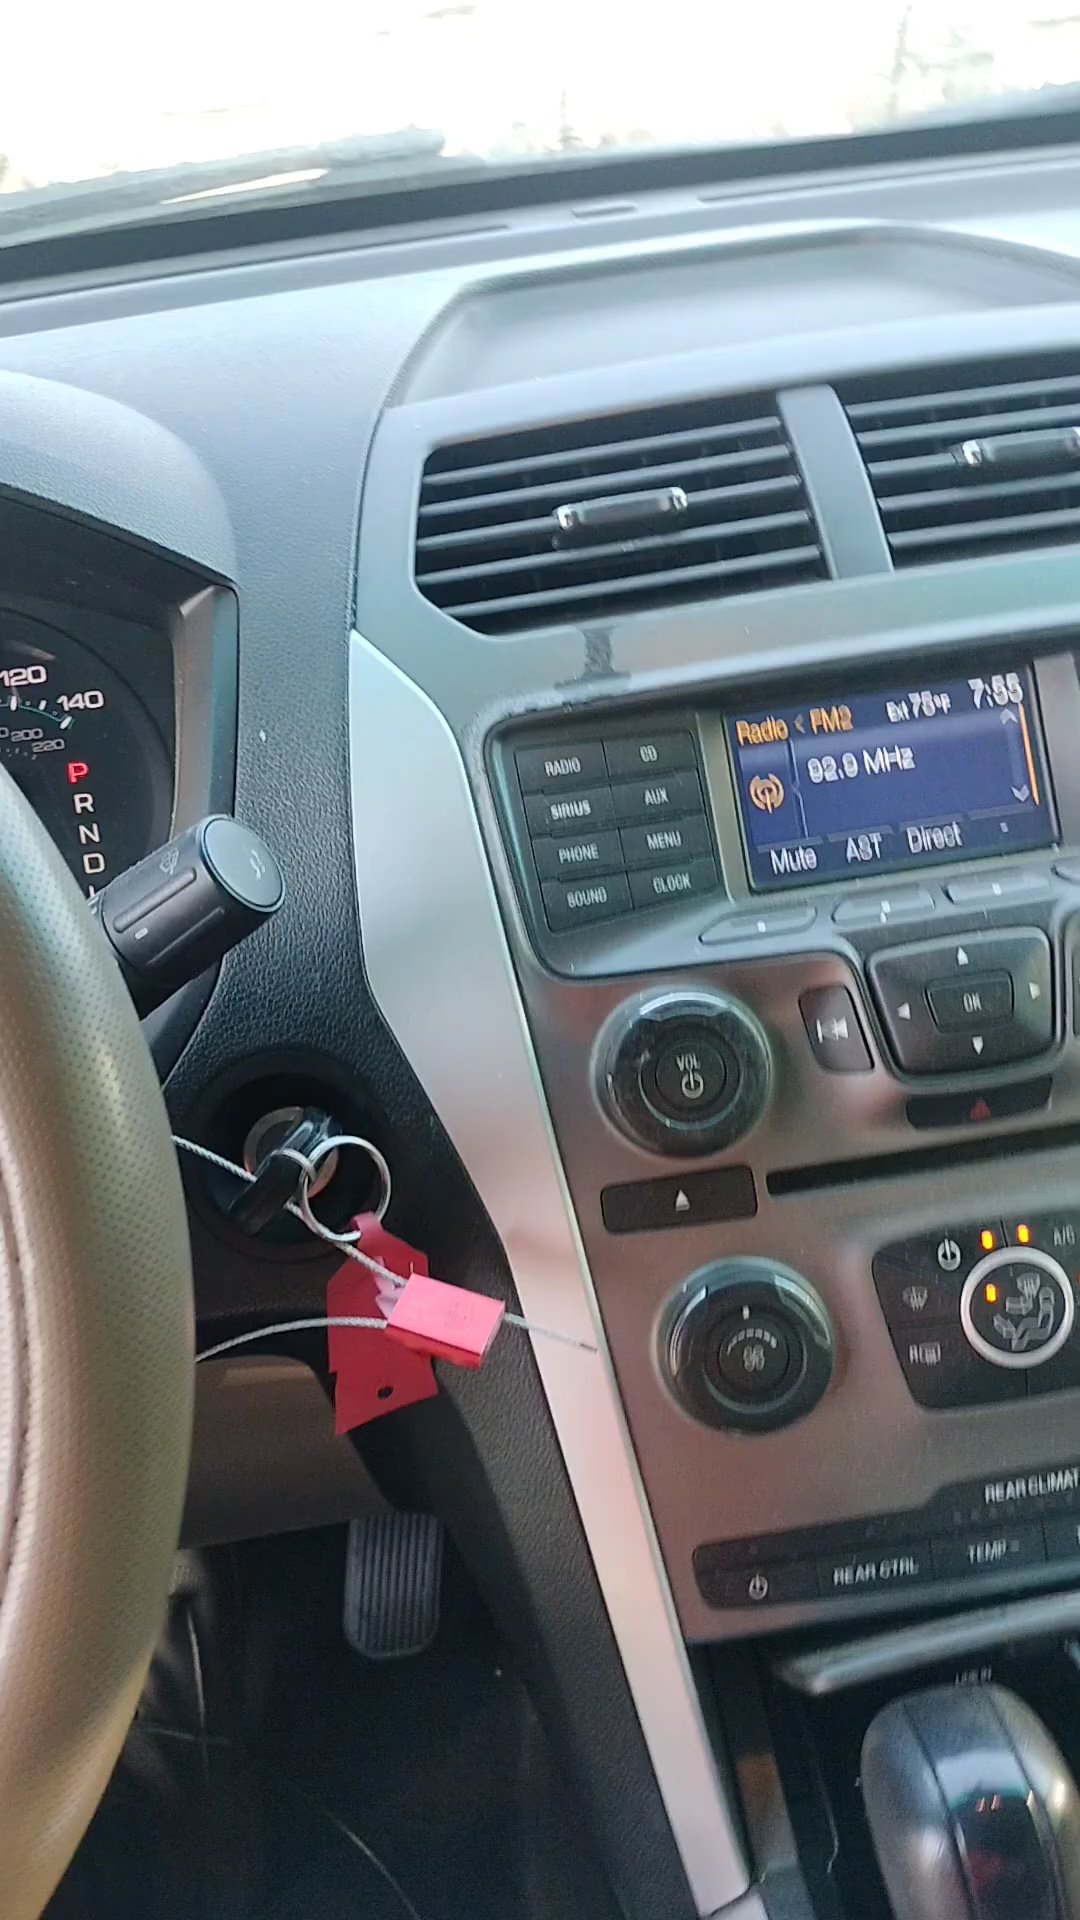 120
140
200
220
P
R
N
D
Radio < FM2
Ext 75°F
7:55
92.9 MHz
Mute
AST
Direct
RADIO
CD
SIRIUS
AUX
PHONE
MENU
SOUND
CLOCK
OK
VOL
A/C
REAR CLIMAT
REAR CTRL
TEMP